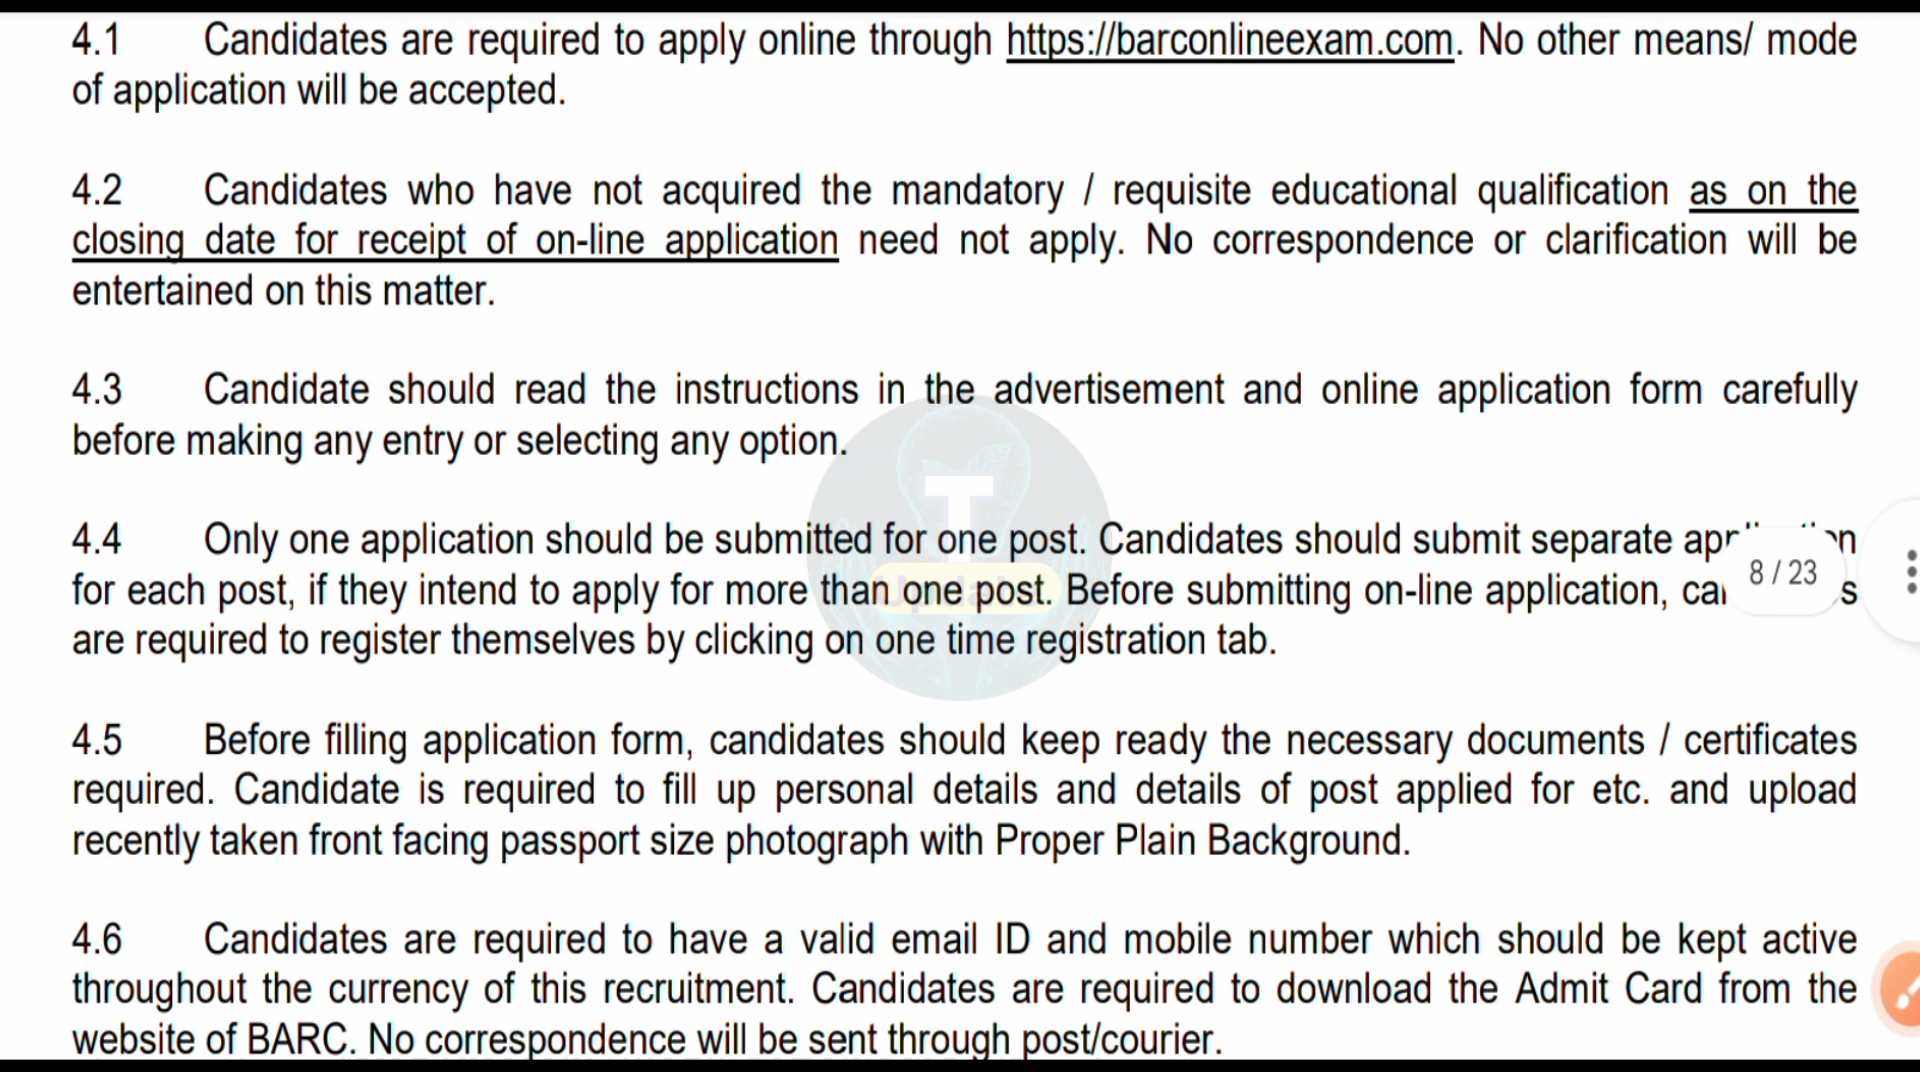 4.1 Candidates are required to apply online through https://barconlineexam.com. No other means/ mode
of application will be accepted.
4.2 Candidates who have not acquired the mandatory / requisite educational qualification as on the
closing date for receipt of on-line application need not apply. No correspondence or clarification will be
entertained on this matter.
4.3 Candidate should read the instructions in the advertisement and online application form carefully
before making any entry or selecting any option.
T
4.4 Only one application should be submitted for one post. Candidates should submit separate
8 / 23
for each post, if they intend to apply for more than one post. Before submitting on-line application,
Update
are required to register themselves by clicking on one time registration tab.
4.5 Before filling application form, candidates should keep ready the necessary documents / certificates
required. Candidate is required to fill up personal details and details of post applied for etc. and upload
recently taken front facing passport size photograph with Proper Plain Background.
4.6 Candidates are required to have a valid email ID and mobile number which should be kept active
throughout the currency of this recruitment. Candidates are required to download the Admit Card from the
website of BARC. No correspondence will be sent through post/courier.